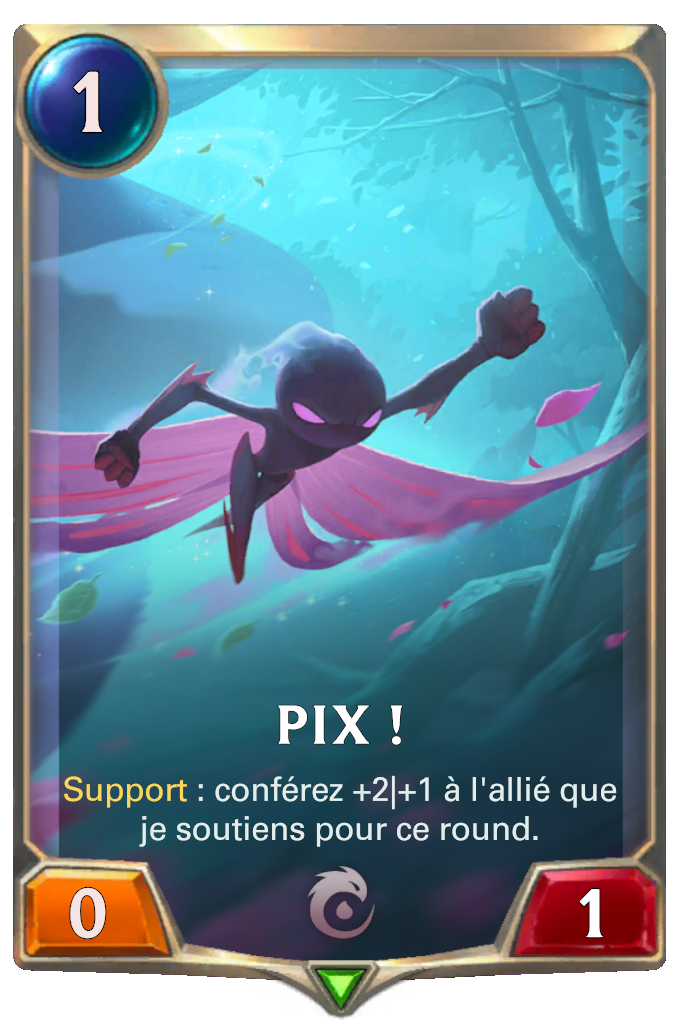 1
PIX !
Support : conférez +2|+1 à l'allié que
je soutiens pour ce round.
0
1